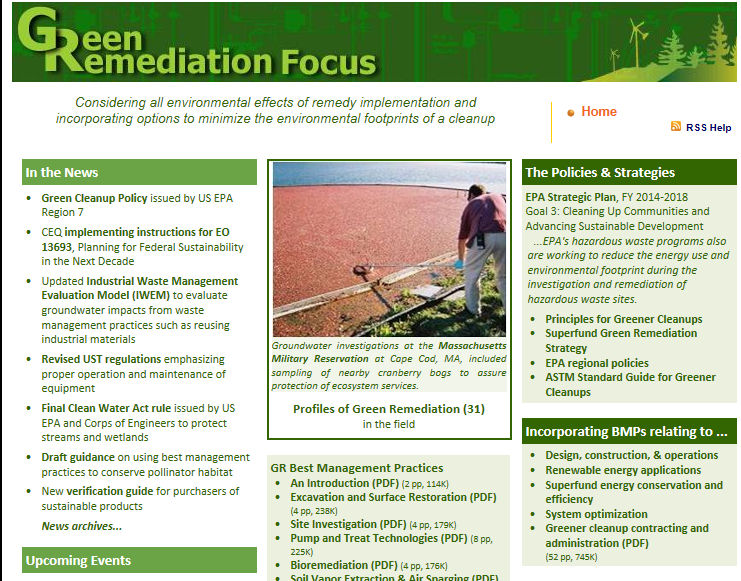 Green
Remediation Focus
Considering all environmental effects of remedy implementation and
incorporating options to minimize the environmental footprints of a cleanup
Home
RSS Help
In the News
• Green Cleanup Policy issued by US EPA
Region 7
• CEQ implementing instructions for EO
13693, Planning for Federal Sustainability
in the Next Decade
• Updated Industrial Waste Management
Evaluation Model (IWEM) to evaluate
groundwater impacts from waste
management practices such as reusing
industrial materials
• Revised UST regulations emphasizing
proper operation and maintenance of
equipment
• Final Clean Water Act rule issued by US
EPA and Corps of Engineers to protect
streams and wetlands
• Draft guidance on using best management
practices to conserve pollinator habitat
• New verification guide for purchasers of
sustainable products
News archives...
Upcoming Events
Groundwater investigations at the Massachusetts
Military Reservation at Cape Cod, MA, included
sampling of nearby cranberry bogs to assure
protection of ecosystem services.
Profiles of Green Remediation (31)
in the field
GR Best Management Practices
• An Introduction (PDF) (2 pp, 114K)
• Excavation and Surface Restoration (PDF)
(4 pp, 238K)
• Site Investigation (PDF) (4 pp, 179K)
• Pump and Treat Technologies (PDF) (8 pp,
225K)
• Bioremediation (PDF) (4 pp, 176K)
• Soil Vapor Extraction & Air Sparging (PDF)
The Policies & Strategies
EPA Strategic Plan, FY 2014-2018
Goal 3: Cleaning Up Communities and
Advancing Sustainable Development
...EPA's hazardous waste programs also
are working to reduce the energy use and
environmental footprint during the
investigation and remediation of
hazardous waste sites.
• Principles for Greener Cleanups
• Superfund Green Remediation
Strategy
• EPA regional policies
• ASTM Standard Guide for Greener
Cleanups
Incorporating BMPs relating to ...
• Design, construction, & operations
• Renewable energy applications
• Superfund energy conservation and
efficiency
• System optimization
• Greener cleanup contracting and
administration (PDF)
(52 pp, 745K)